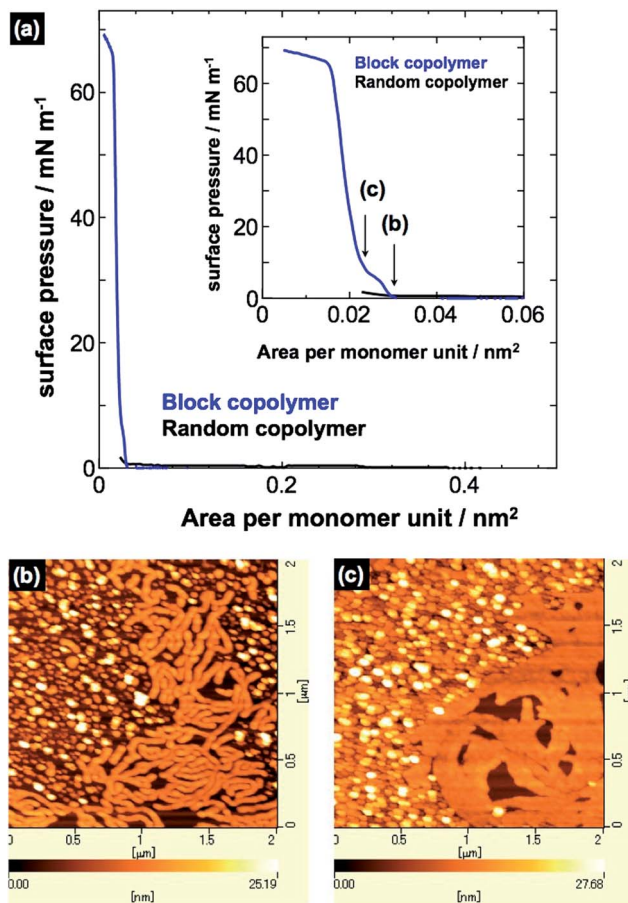 (a)
surface pressure / mN m-1
60
40
20
0
0
0.2
0.4
Area per monomer unit / nm²
Block copolymer
Random copolymer
surface pressure / mN m-1
60
40
20
0
0
0.02
0.04
0.06
Area per monomer unit / nm²
Block copolymer
Random copolymer
(c)
(b)
(b)
2
1.5
[µm]
1
0.5
0
0
0.5
1
1.5
2
[µm]
0.00
25.19
[nm]
(c)
2
1.5
[µm]
1
0.5
0
0
0.5
1
1.5
2
[µm]
0.00
27.68
[nm]